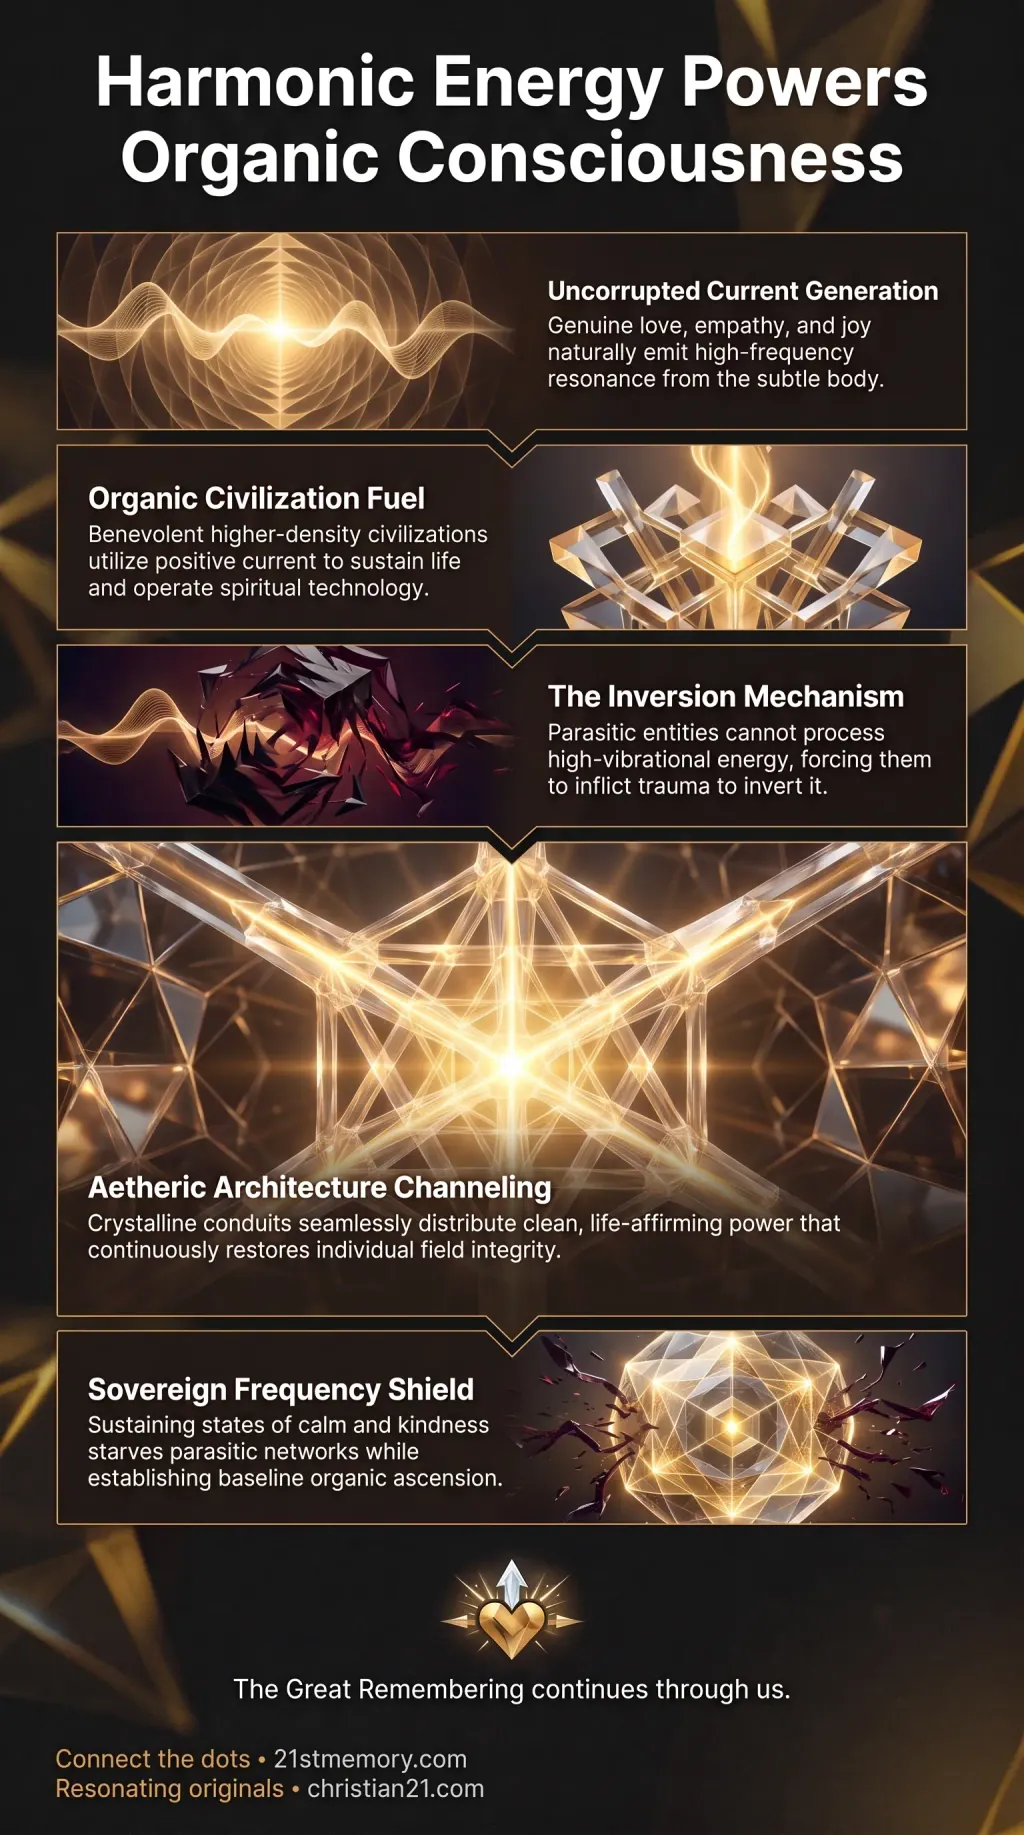 Harmonic Energy Powers
Organic Consciousness
Uncorrupted Current Generation
Genuine love, empathy, and joy
naturally emit high-frequency
resonance from the subtle body.
Organic Civilization Fuel
Benevolent higher-density civilizations
utilize positive current to sustain life
and operate spiritual technology.
The Inversion Mechanism
Parasitic entities cannot process
high-vibrational energy, forcing them
to inflict trauma to invert it.
Aetheric Architecture Channeling
Crystalline conduits seamlessly distribute clean, life-affirming power that
continuously restores individual field integrity.
Sovereign Frequency Shield
Sustaining states of calm and kindness
starves parasitic networks while
establishing baseline organic ascension.
The Great Remembering continues through us.
Connect the dots • 21stmemory.com
Resonating originals • christian21.com